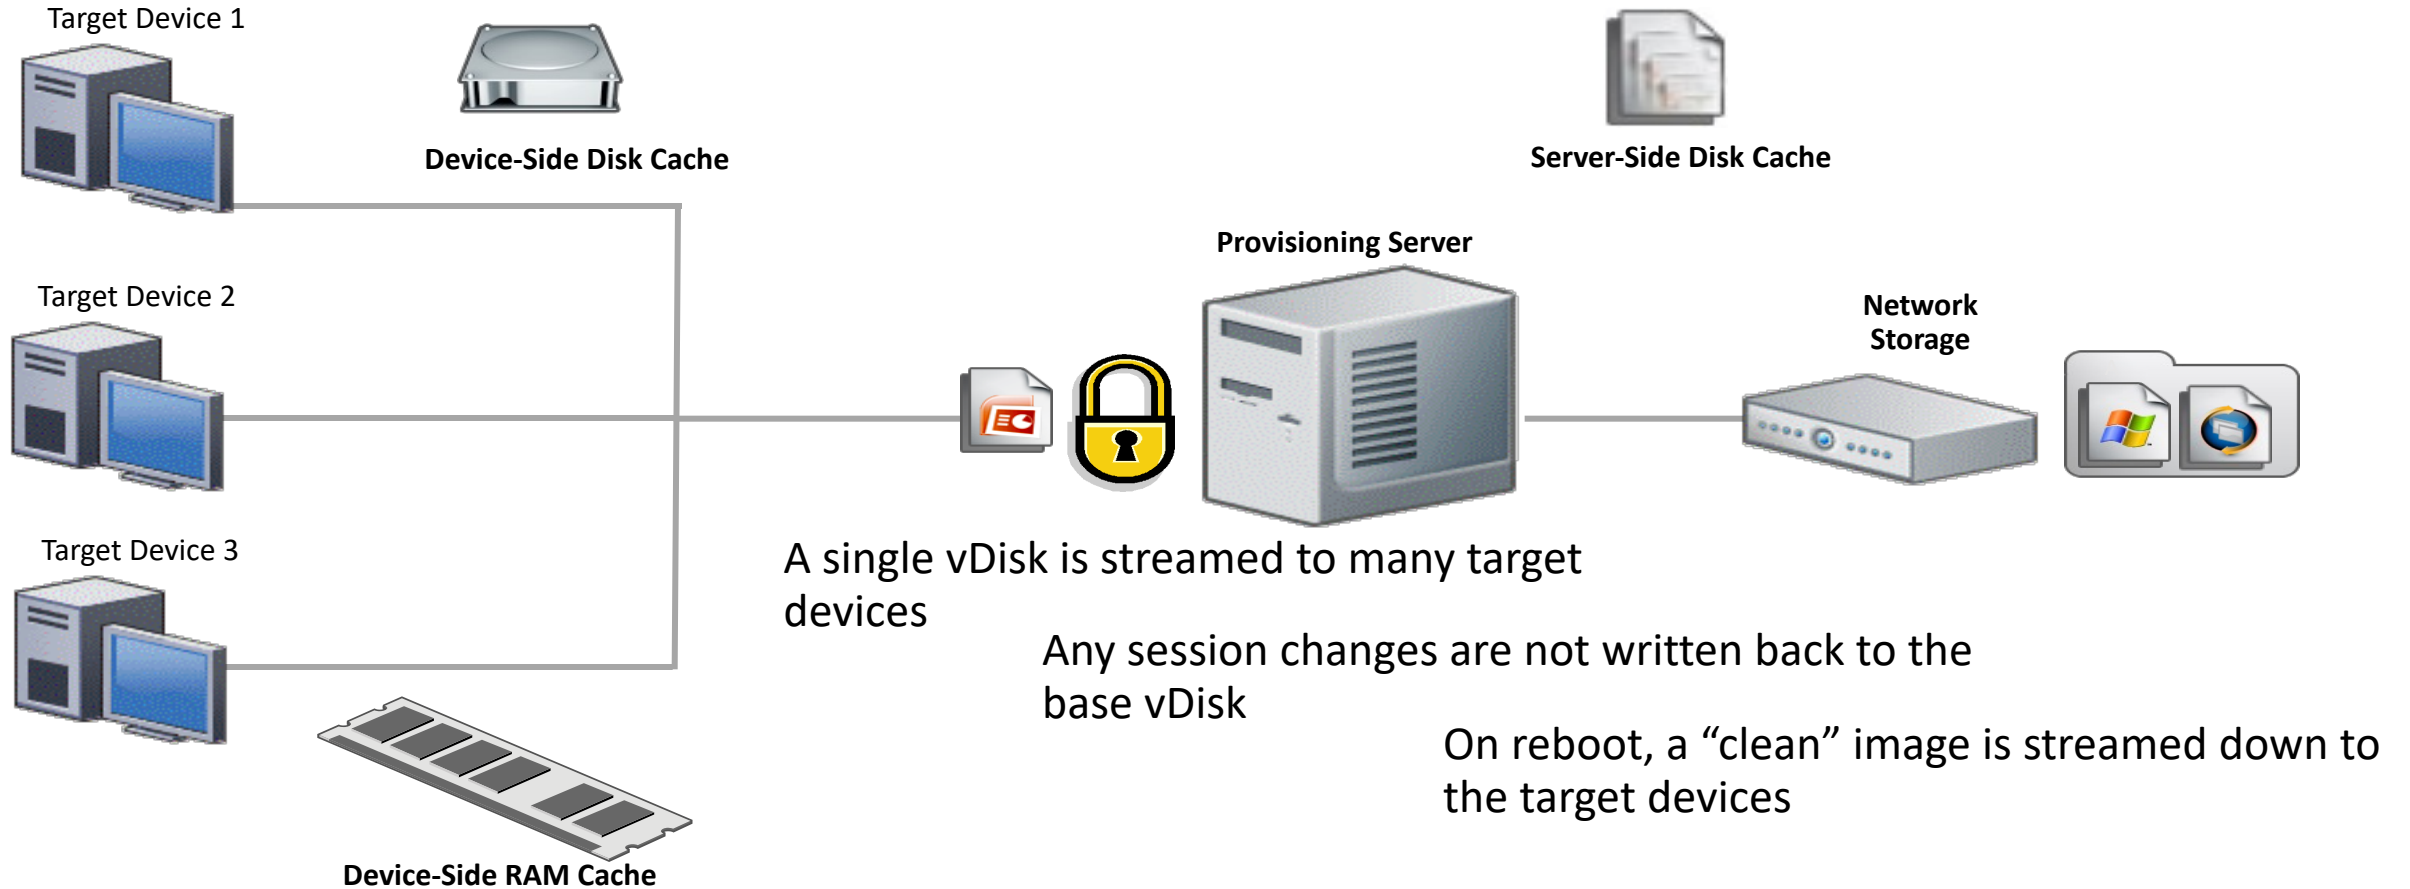 Target Device 1
Device-Side Disk Cache
Server-Side Disk Cache
Provisioning Server
Target Device 2
Network
Storage
Target Device 3
A single vDisk is streamed to many target
devices
Any session changes are not written back to the
base vDisk
On reboot, a “clean” image is streamed down to
the target devices
Device-Side RAM Cache